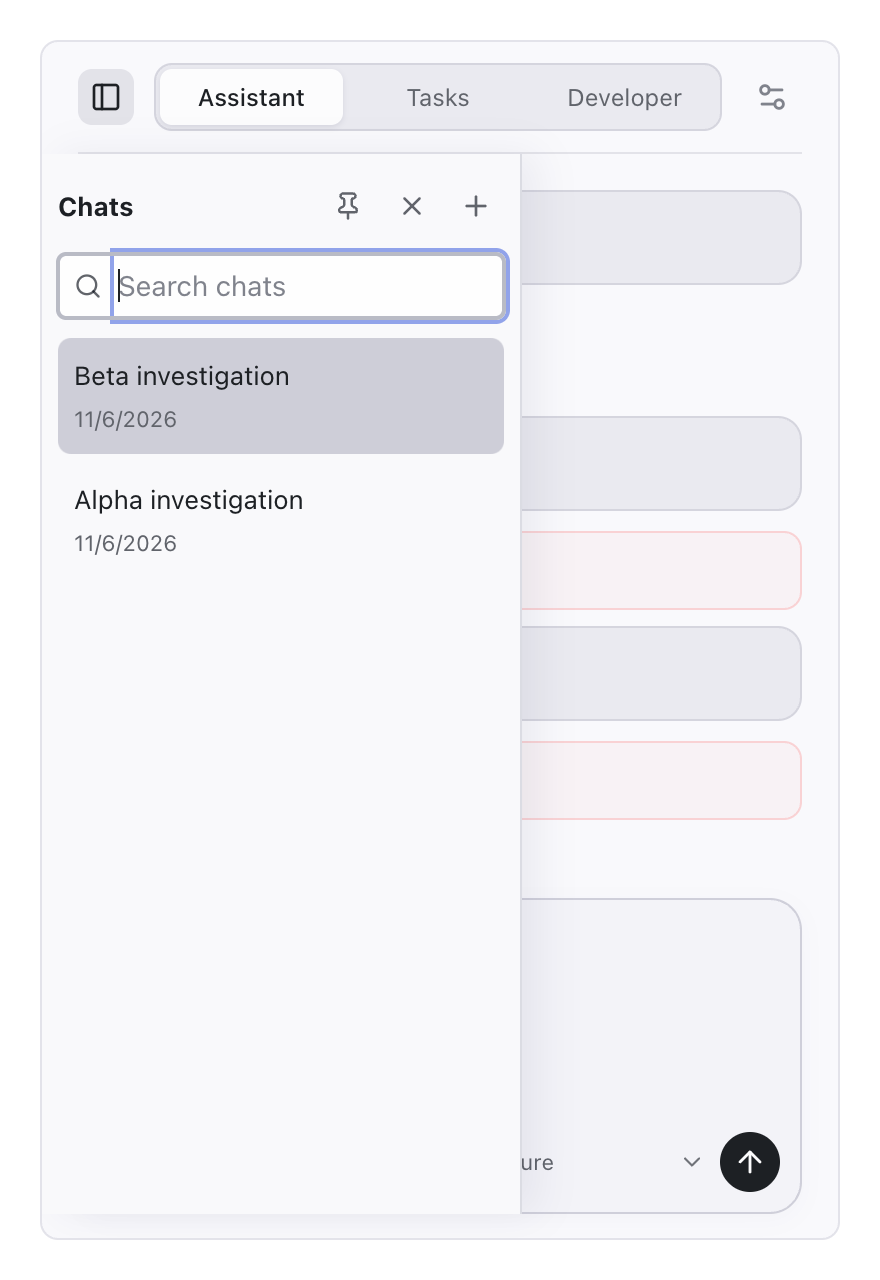 Assistant
Tasks
Developer
Chats
Search chats
Beta investigation
11/6/2026
Alpha investigation
11/6/2026
ure